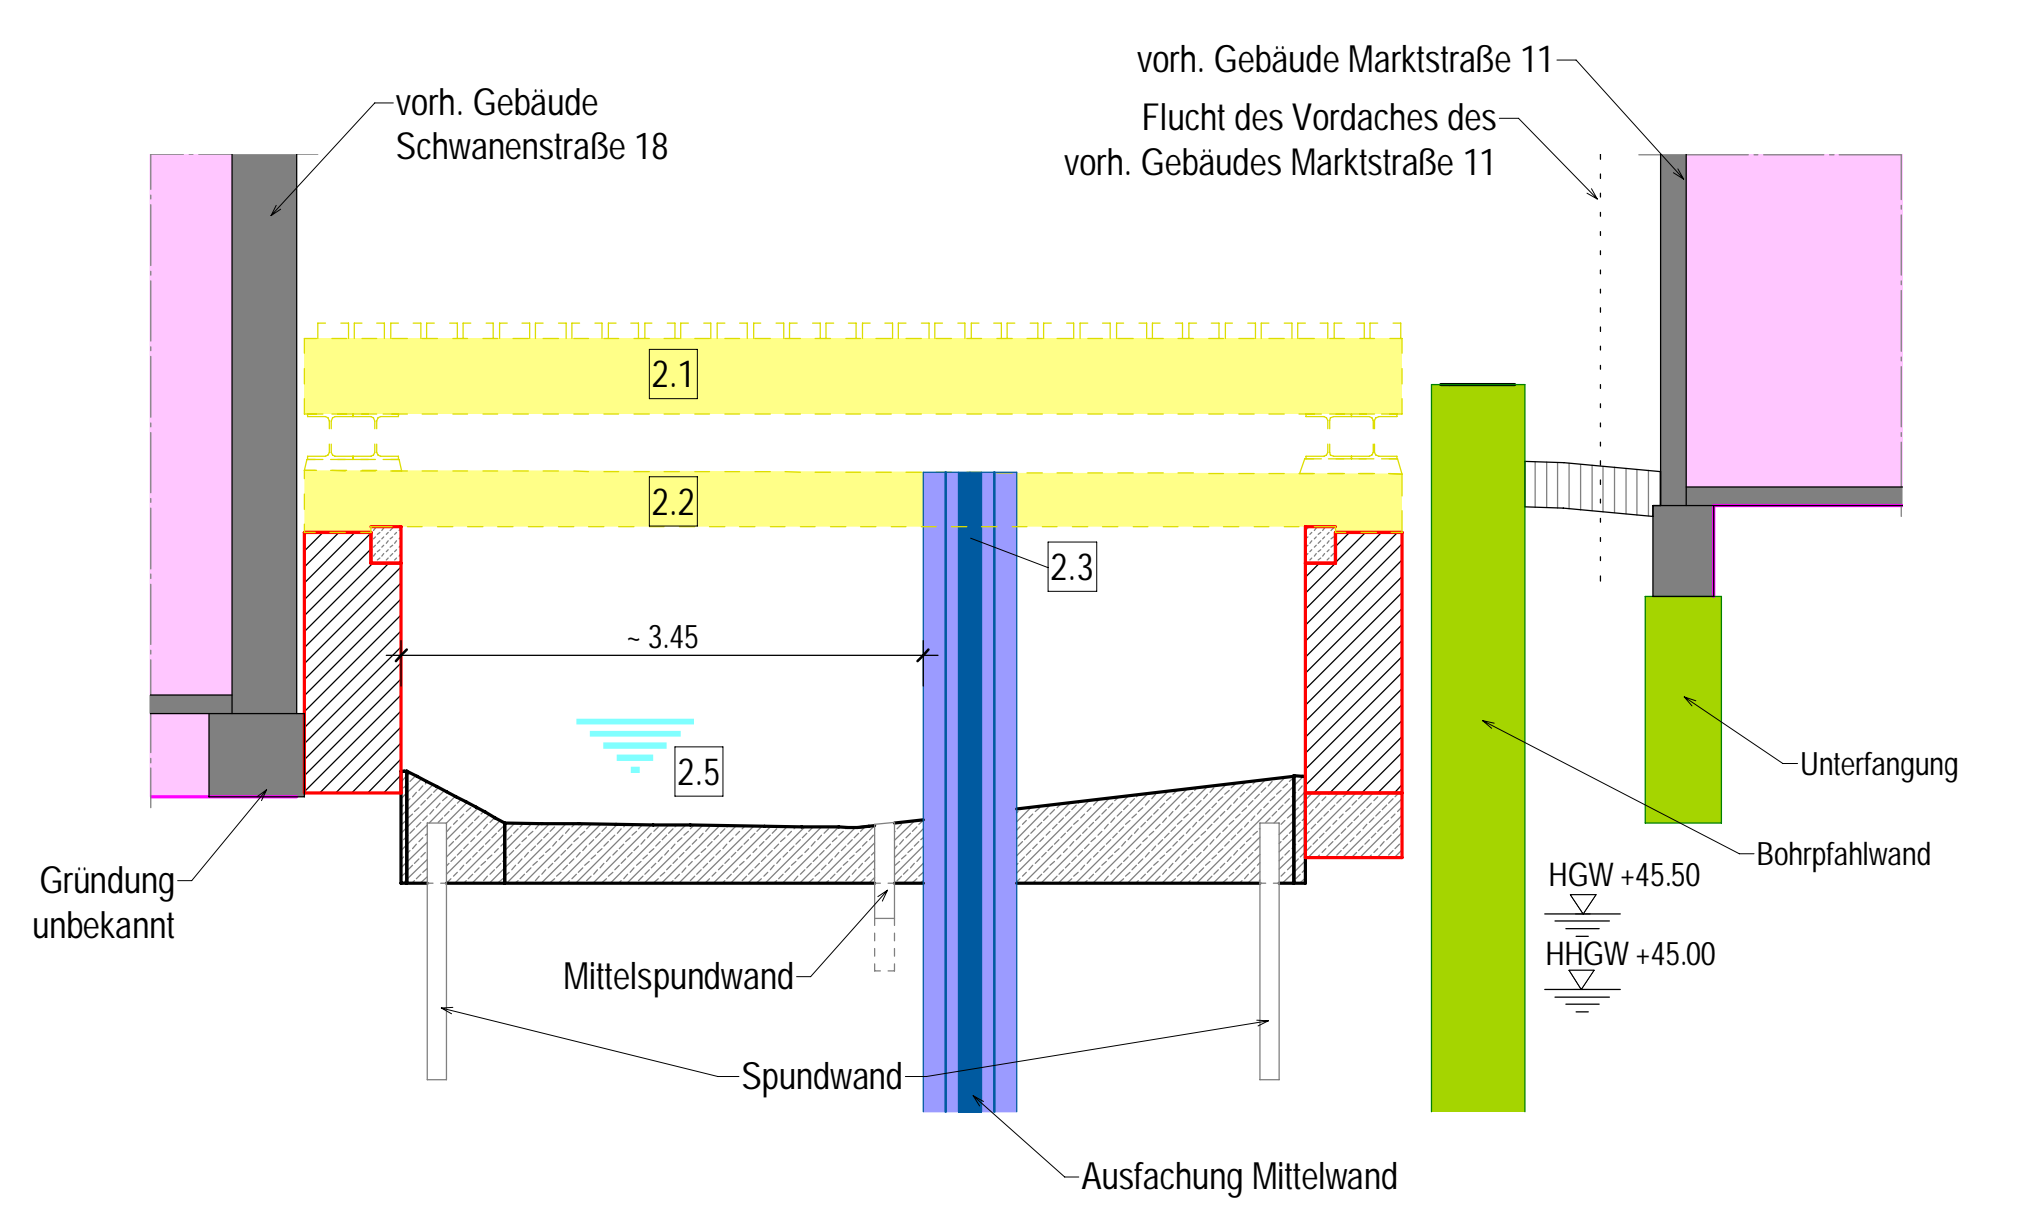 vorh. Gebäude Marktstraße 11
vorh. Gebäude
Schwanenstraße 18
Flucht des Vordaches des
vorh. Gebäudes Marktstraße 11
2.1
2.2
2.3
~ 3.45
2.5
Unterfangung
Bohrpfahlwand
Gründung
unbekannt
HGW +45.50
HHGW +45.00
Mittelspundwand
Spundwand
Ausfachung Mittelwand